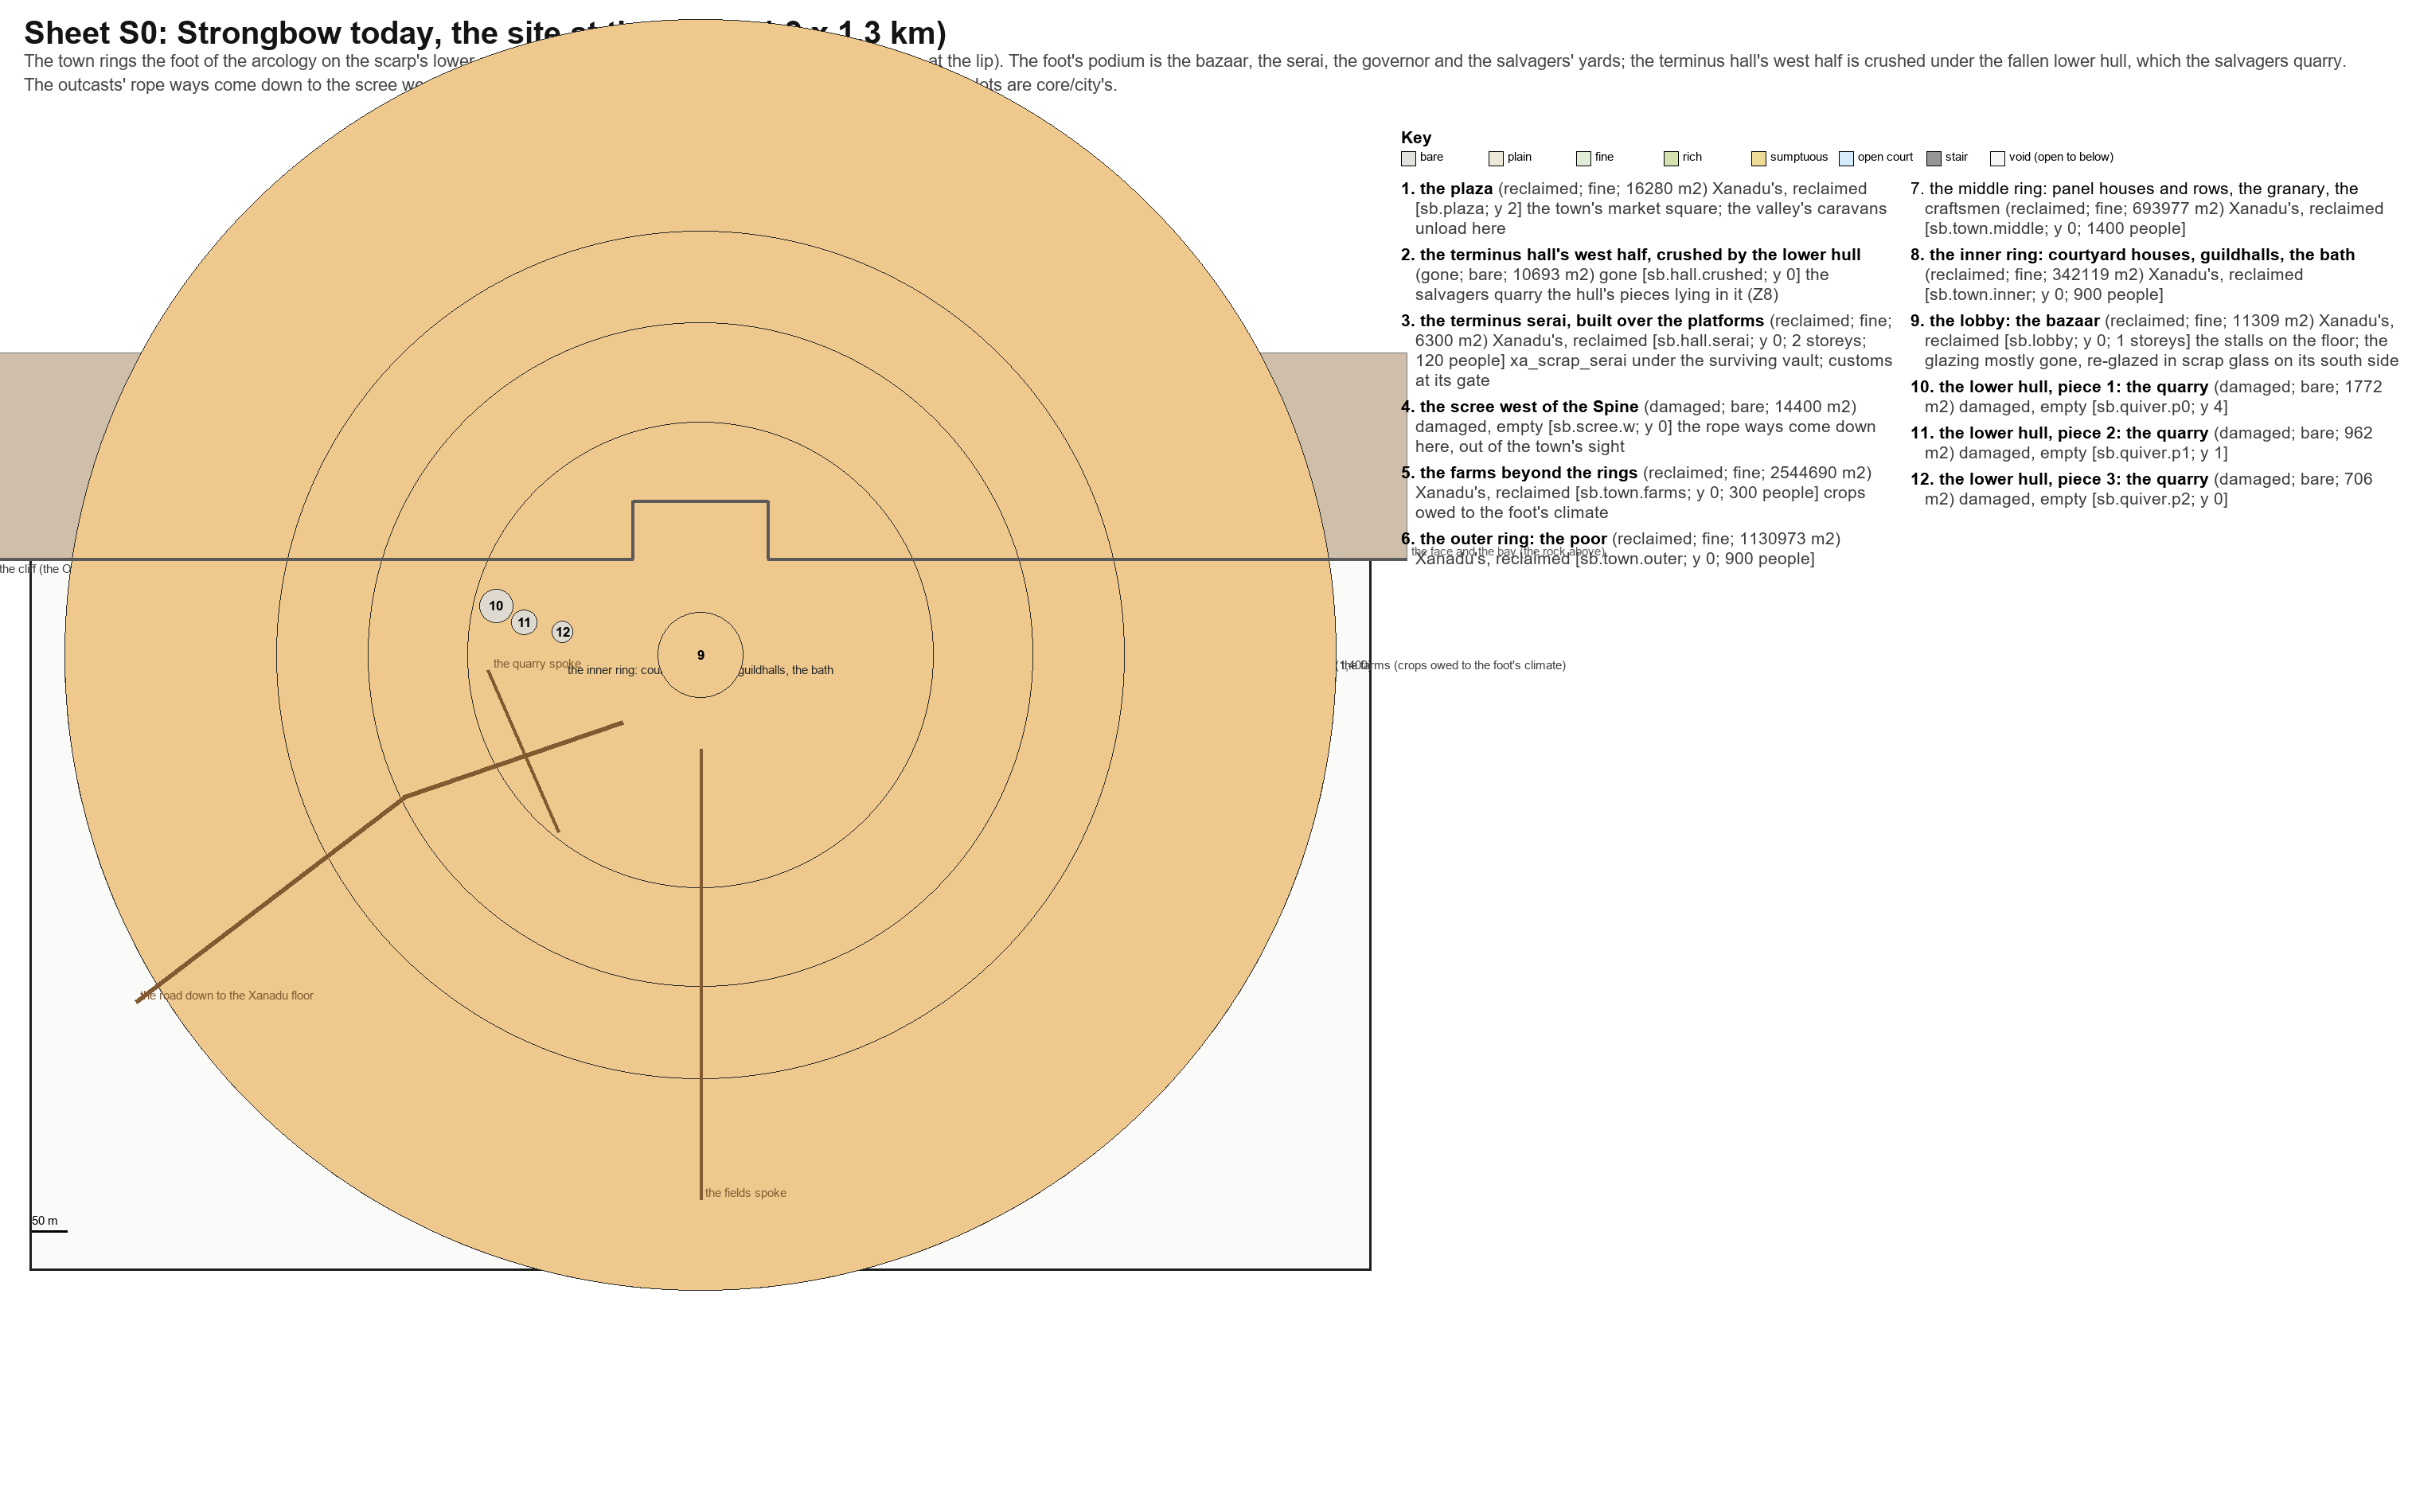 Sheet S0: Strongbow today, the site at th x 1.3 km)
The town rings the foot of the arcology on the scarp's lower at the lip). The foot's podium is the bazaar, the serai, the governor and the salvagers' yards; the terminus hall's west half is crushed under the fallen lower hull, which the salvagers quarry.
The outcasts' rope ways come down to the scree are core/city's.
Key
bare plain fine rich sumptuous open court stair void (open to below)
1. the plaza (reclaimed; fine; 16280 m2) Xanadu's, reclaimed
[sb.plaza; y 2] the town's market square; the valley's caravans
unload here
2. the terminus hall's west half, crushed by the lower hull
(gone; bare; 10693 m2) gone [sb.hall.crushed; y 0] the
salvagers quarry the hull's pieces lying in it (Z8)
3. the terminus serai, built over the platforms (reclaimed; fine;
6300 m2) Xanadu's, reclaimed [sb.hall.serai; y 0; 2 storeys;
120 people] xa_scrap_serai under the surviving vault; customs
at its gate
4. the scree west of the Spine (damaged; bare; 14400 m2)
damaged, empty [sb.scree.w; y 0] the rope ways come down
here, out of the town's sight
5. the farms beyond the rings (reclaimed; fine; 2544690 m2)
Xanadu's, reclaimed [sb.town.farms; y 0; 300 people] crops
owed to the foot's climate
6. the outer ring: the poor (reclaimed; fine; 1130973 m2)
Xanadu's, reclaimed [sb.town.outer; y 0; 900 people]
7. the middle ring: panel houses and rows, the granary, the
craftsmen (reclaimed; fine; 693977 m2) Xanadu's, reclaimed
[sb.town.middle; y 0; 1400 people]
8. the inner ring: courtyard houses, guildhalls, the bath
(reclaimed; fine; 342119 m2) Xanadu's, reclaimed
[sb.town.inner; y 0; 900 people]
9. the lobby: the bazaar (reclaimed; fine; 11309 m2) Xanadu's,
reclaimed [sb.lobby; y 0; 1 storeys] the stalls on the floor; the
glazing mostly gone, re-glazed in scrap glass on its south side
10. the lower hull, piece 1: the quarry (damaged; bare; 1772
m2) damaged, empty [sb.quiver.p0; y 4]
11. the lower hull, piece 2: the quarry (damaged; bare; 962
m2) damaged, empty [sb.quiver.p1; y 1]
12. the lower hull, piece 3: the quarry (damaged; bare; 706
m2) damaged, empty [sb.quiver.p2; y 0]
the face and the bay (the rock above)
the cliff (the
10
11
12
9
the quarry spoke
the inner ring: guildhalls, the bath
the farms (crops owed to the foot's climate)
the road down to the Xanadu floor
the fields spoke
50 m